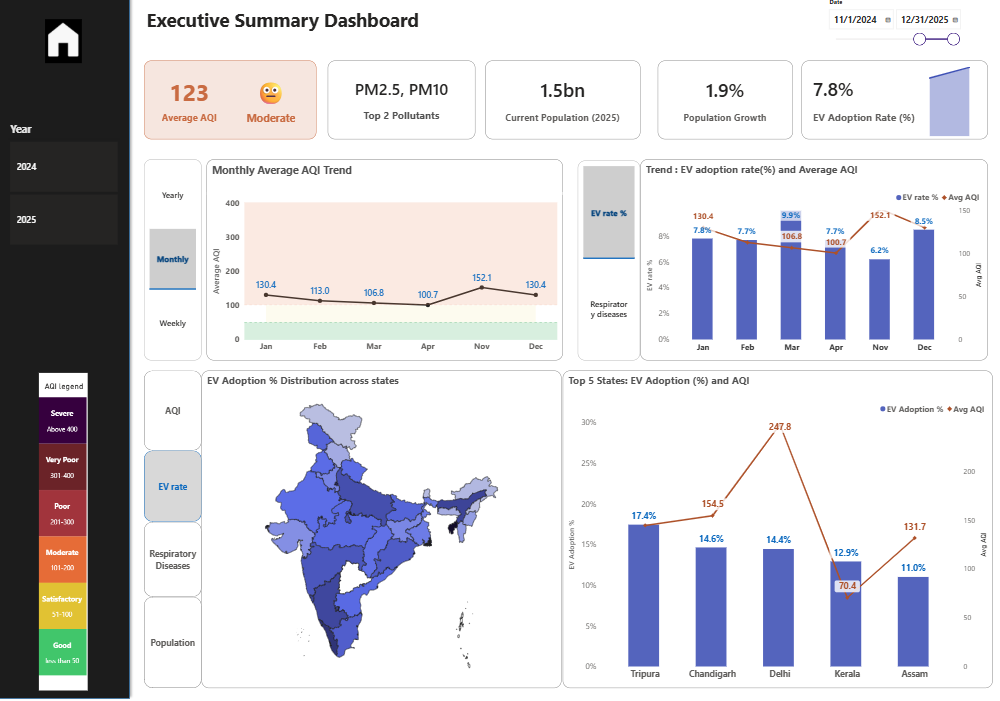 Executive Summary Dashboard
Date
11/1/2024
12/31/2025
123
Average AQI
Moderate
PM2.5, PM10
Top 2 Pollutants
1.5bn
Current Population (2025)
1.9%
Population Growth
7.8%
EV Adoption Rate (%)
Year
2024
2025
Yearly
Monthly
Weekly
Monthly Average AQI Trend
Average AQI
400
300
200
100
0
130.4
113.0
106.8
100.7
152.1
130.4
Jan
Feb
Mar
Apr
Nov
Dec
EV rate %
Respirator
y diseases
Trend : EV adoption rate(%) and Average AQI
EV rate %
Avg AQI
EV rate %
8%
6%
4%
2%
0%
130.4
7.8%
7.7%
9.9%
106.8
7.7%
100.7
152.1
6.2%
8.5%
150
100
50
0
Avg AQI
Jan
Feb
Mar
Apr
Nov
Dec
AQI legend
Severe
Above 400
Very Poor
301-400
Poor
201-300
Moderate
101-200
Satisfactory
51-100
Good
less than 50
AQI
EV rate
Respiratory
Diseases
Population
EV Adoption % Distribution across states
Top 5 States: EV Adoption (%) and AQI
EV Adoption %
Avg AQI
EV Adoption %
30%
25%
20%
15%
10%
5%
0%
17.4%
154.5
14.6%
247.8
14.4%
12.9%
70.4
131.7
11.0%
200
150
100
50
0
Avg AQI
Tripura
Chandigarh
Delhi
Kerala
Assam